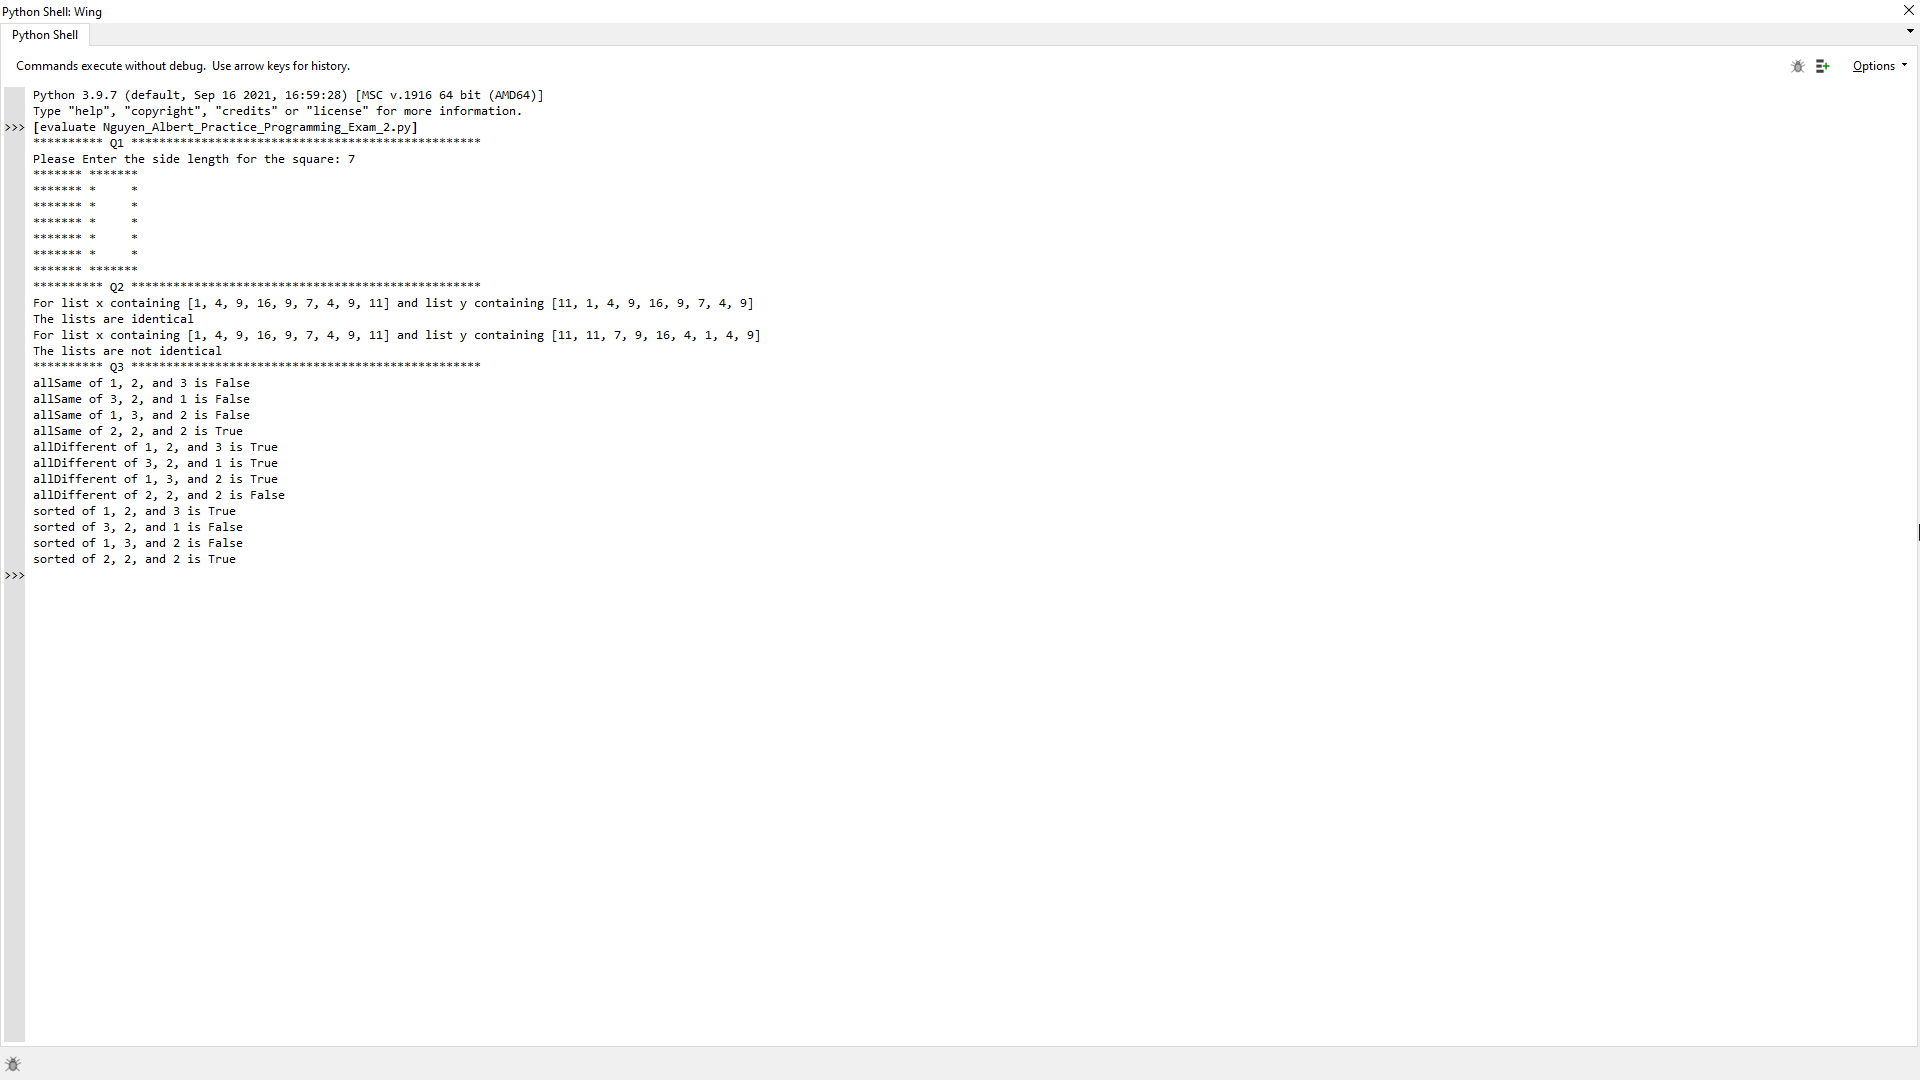 Python Shell: Wing
Python Shell
Commands execute without debug.  Use arrow keys for history.
Options
Python 3.9.7 (default, Sep 16 2021, 16:59:28) [MSC v.1916 64 bit (AMD64)]
Type "help", "copyright", "credits" or "license" for more information.
>>> [evaluate Nguyen_Albert_Practice_Programming_Exam_2.py]
********** Q1 **************************************************
Please Enter the side length for the square: 7
******* *******
******* *     *
******* *     *
******* *     *
******* *     *
******* *     *
******* *******
********** Q2 **************************************************
For list x containing [1, 4, 9, 16, 9, 7, 4, 9, 11] and list y containing [11, 1, 4, 9, 16, 9, 7, 4, 9]
The lists are identical
For list x containing [1, 4, 9, 16, 9, 7, 4, 9, 11] and list y containing [11, 11, 7, 9, 16, 4, 1, 4, 9]
The lists are not identical
********** Q3 **************************************************
allSame of 1, 2, and 3 is False
allSame of 3, 2, and 1 is False
allSame of 1, 3, and 2 is False
allSame of 2, 2, and 2 is True
allDifferent of 1, 2, and 3 is True
allDifferent of 3, 2, and 1 is True
allDifferent of 1, 3, and 2 is True
allDifferent of 2, 2, and 2 is False
sorted of 1, 2, and 3 is True
sorted of 3, 2, and 1 is False
sorted of 1, 3, and 2 is False
sorted of 2, 2, and 2 is True
>>>